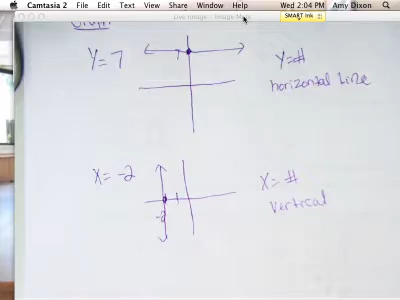 Camtasia 2 File Edit View Share Window Help Wed 2:04 PM Amy Dixon
SMART Ink
Graph
Y=7
7
Y=#
horizontal line
X=-2
-2
X=#
Vertical